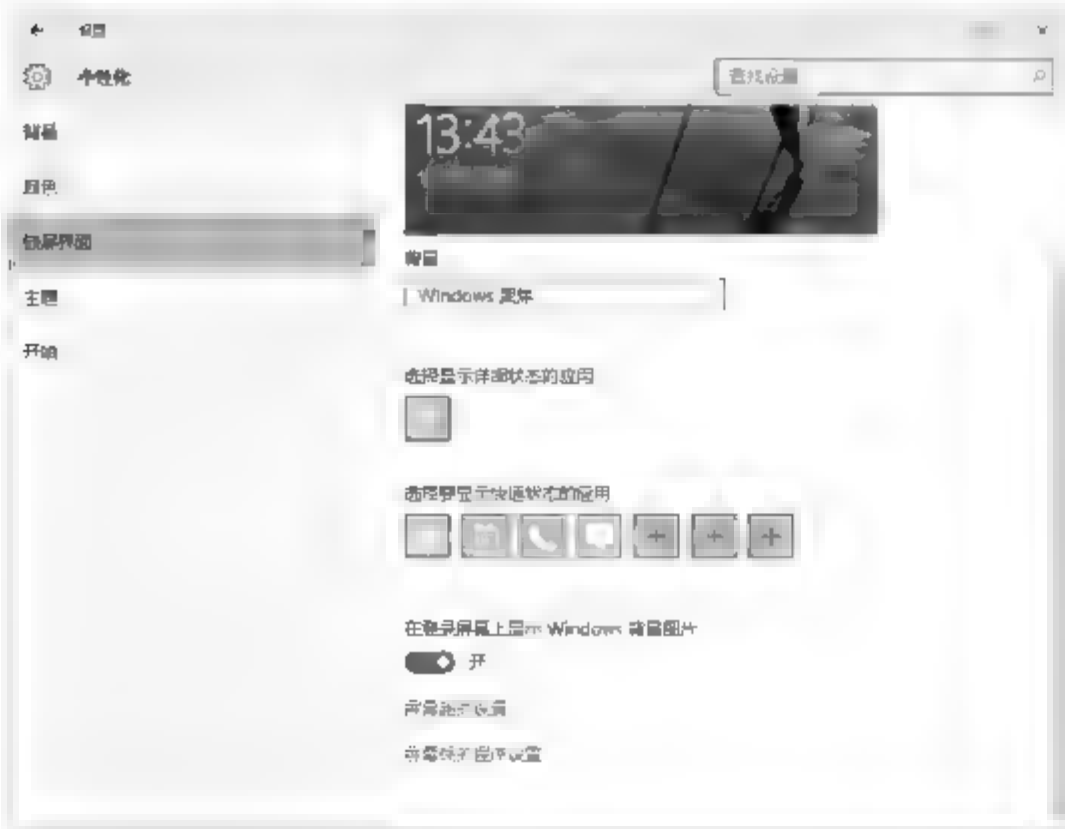 设置
个性化
查找设置
背景
颜色
锁屏界面
主题
开始
13:43
背景
Windows 聚焦
选择显示详细状态的应用
选择要显示快速状态的应用
在登录屏幕上显示 Windows 背景图片
开
屏幕超时设置
屏幕保护程序设置